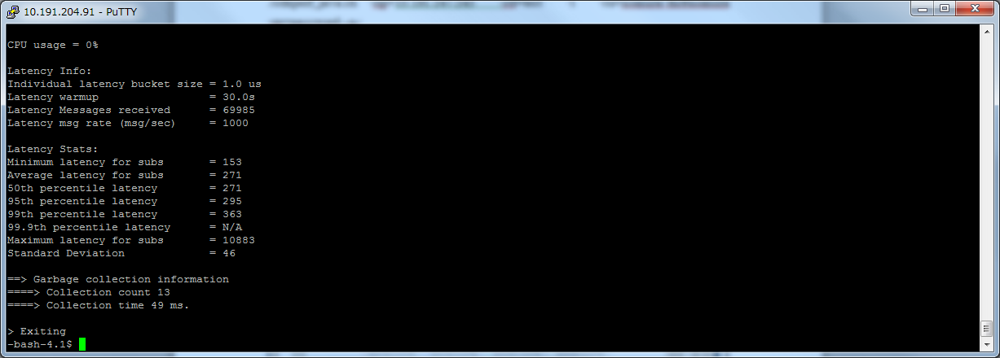 10.191.204.91 - PuTTY
CPU usage = 0%
Latency Info:
Individual latency bucket size = 1.0 us
Latency warmup                 = 30.0s
Latency Messages received      = 69985
Latency msg rate (msg/sec)     = 1000
Latency Stats:
Minimum latency for subs       = 153
Average latency for subs       = 271
50th percentile latency        = 271
95th percentile latency        = 295
99th percentile latency        = 363
99.9th percentile latency      = N/A
Maximum latency for subs       = 10883
Standard Deviation             = 46
==> Garbage collection information
====> Collection count 13
====> Collection time 49 ms.
> Exiting
-bash-4.1$